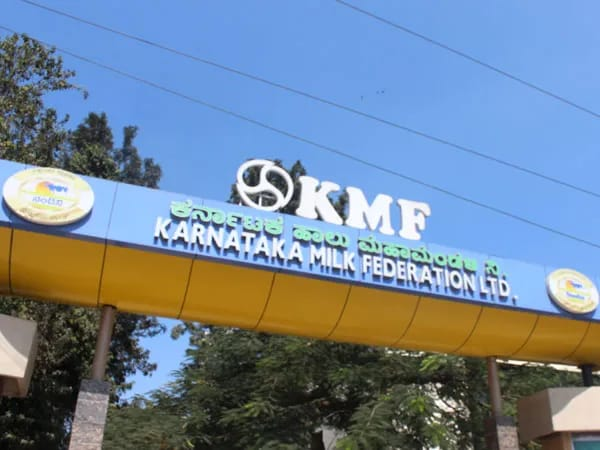 KMF
ಕರ್ನಾಟಕ ಹಾಲು ಮಹಾಮಂಡಳಿ ನಿ.
KARNATAKA MILK FEDERATION LTD.
ನಂದಿನಿ